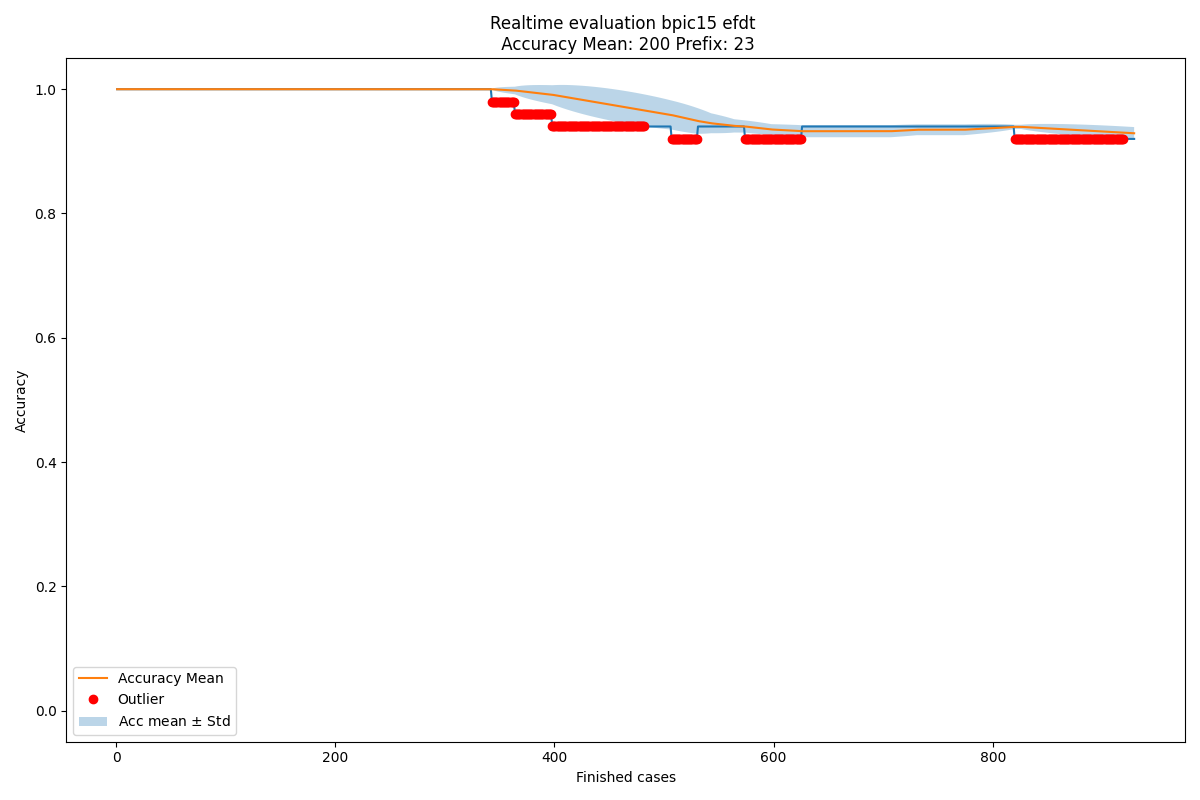 Realtime evaluation bpic15 efdt
Accuracy Mean: 200 Prefix: 23
1.0
0.8
0.6
0.4
0.2
0.0
Accuracy
Accuracy Mean
Outlier
Acc mean ± Std
0
200
400
600
800
Finished cases